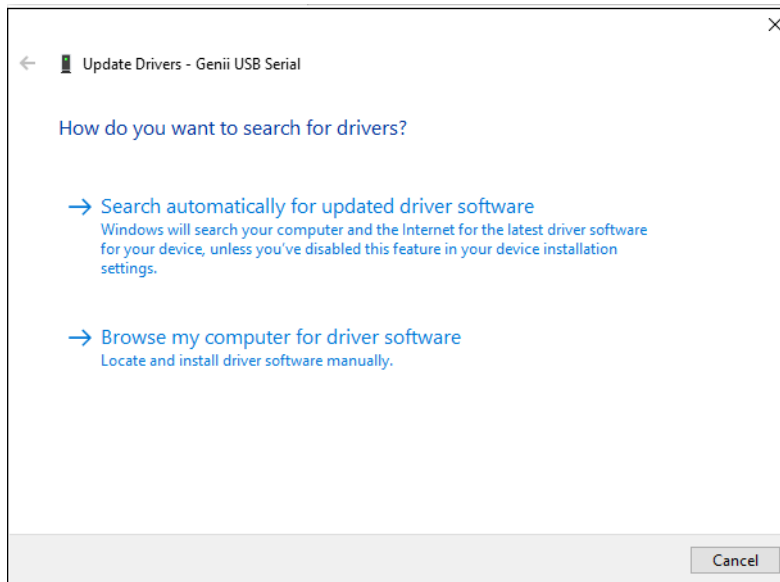 Update Drivers - Genii USB Serial
How do you want to search for drivers?
Search automatically for updated driver software
Windows will search your computer and the Internet for the latest driver software
for your device, unless you've disabled this feature in your device installation
settings.
Browse my computer for driver software
Locate and install driver software manually.
Cancel